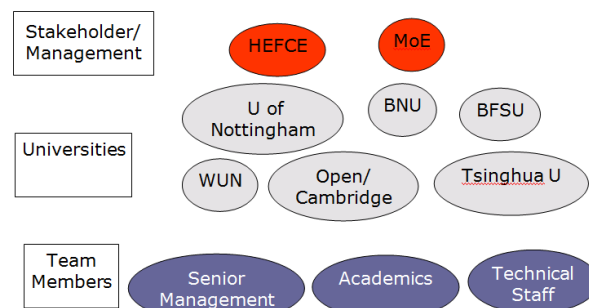 Stakeholder/
Management
HEFCE
MoE
Universities
U of
Nottingham
BNU
BFSU
WUN
Open/
Cambridge
Tsinghua U
Team
Members
Senior
Management
Academics
Technical
Staff